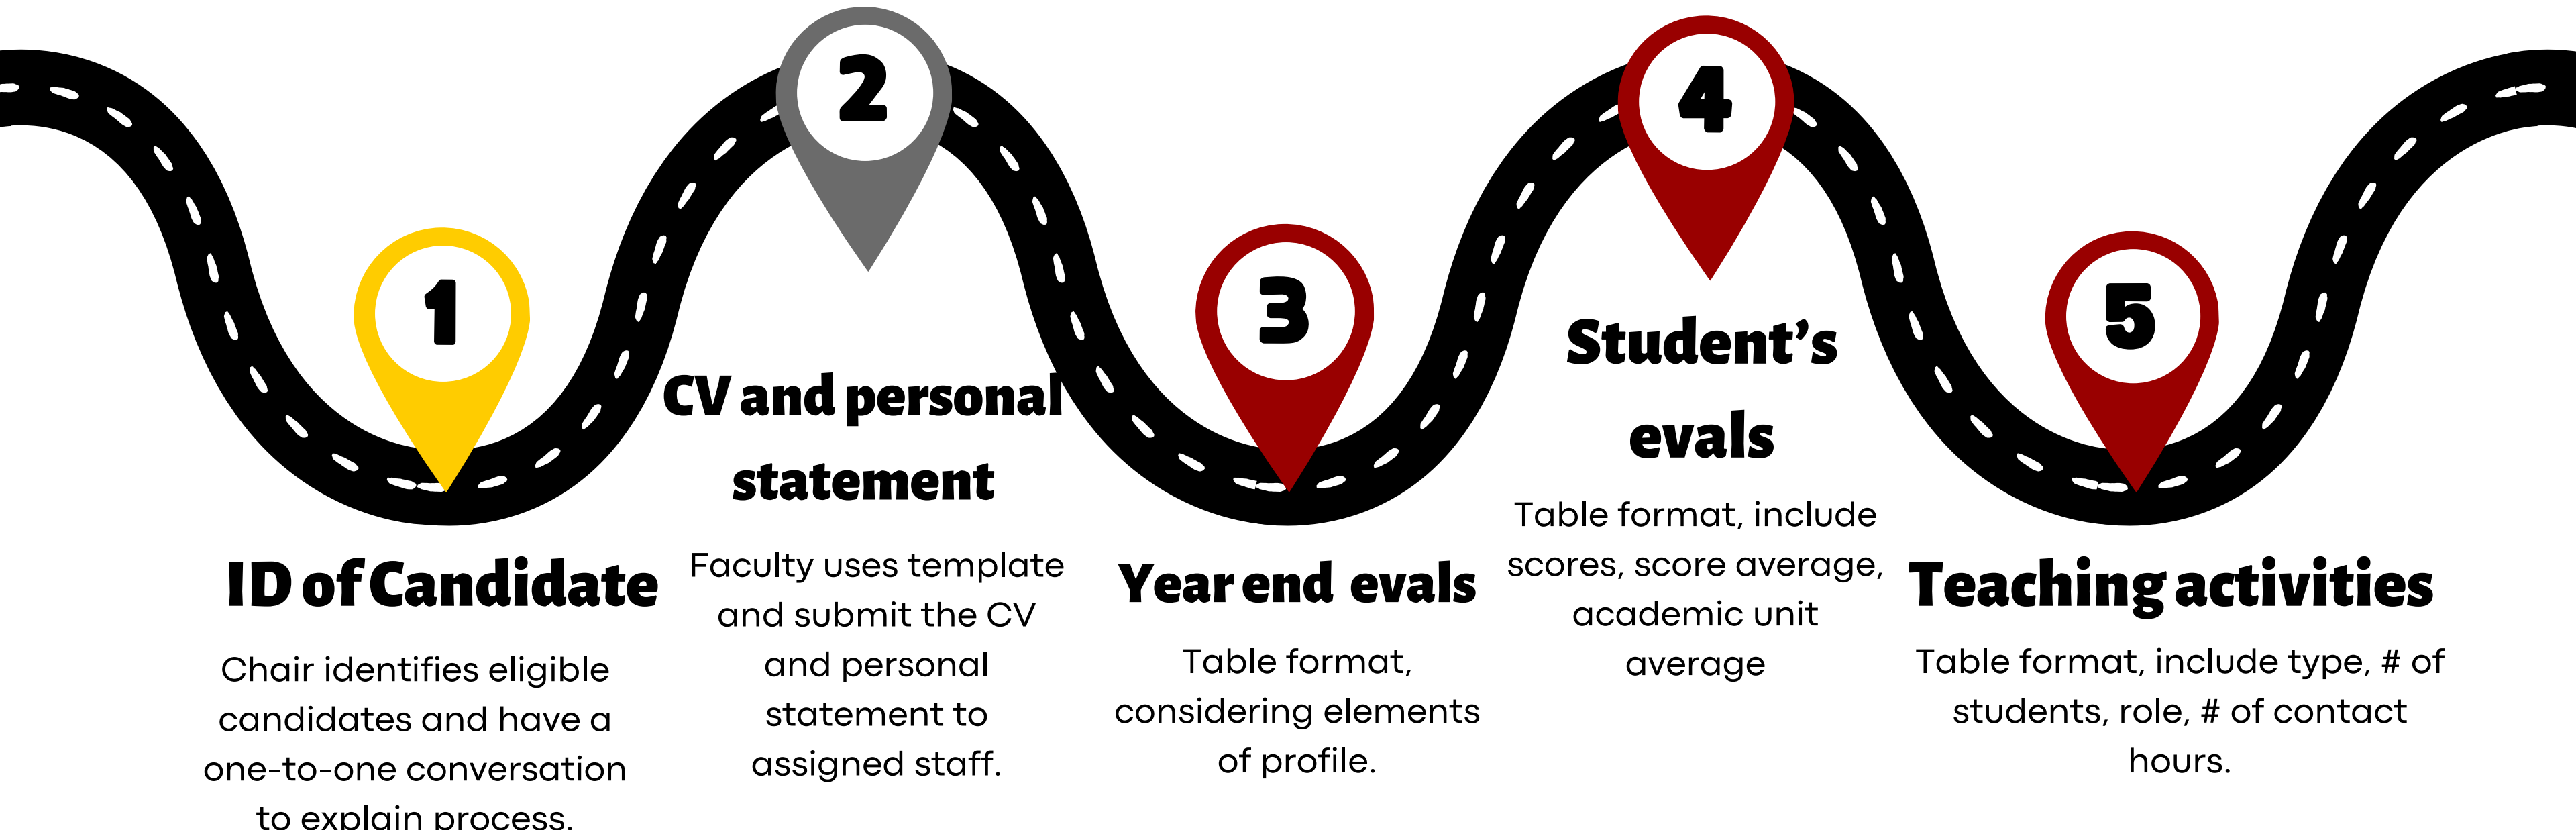 1
ID of Candidate
Chair identifies eligible
candidates and have a
one-to-one conversation
to explain process.
2
CV and personal
statement
Faculty uses template
and submit the CV
and personal
statement to
assigned staff.
3
Year end evals
Table format,
considering elements
of profile.
4
Student’s
evals
Table format, include
scores, score average,
academic unit
average
5
Teaching activities
Table format, include type, # of
students, role, # of contact
hours.